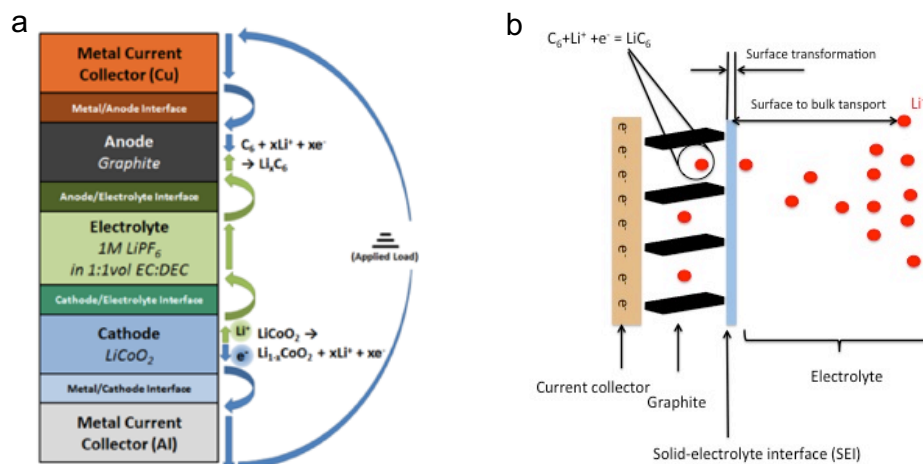 a
Metal Current
Collector (Cu)
Metal/Anode Interface
Anode
Graphite
C₆ + xLi⁺ + xe⁻
→ LiₓC₆
Anode/Electrolyte Interface
Electrolyte
1M LiPF₆
in 1:1vol EC:DEC
(Applied Load)
Cathode/Electrolyte Interface
Cathode
LiCoO₂
Li⁺ LiCoO₂ →
e⁻ Li₁₋ₓCoO₂ + xLi⁺ + xe⁻
Metal/Cathode Interface
Metal Current
Collector (Al)
b
C₆+Li⁺ +e⁻ = LiC₆
Surface transformation
Surface to bulk tansport
Li⁺
e⁻
e⁻
e⁻
e⁻
e⁻
e⁻
e⁻
e⁻
e⁻
Current collector
Graphite
Electrolyte
Solid-electrolyte interface (SEI)